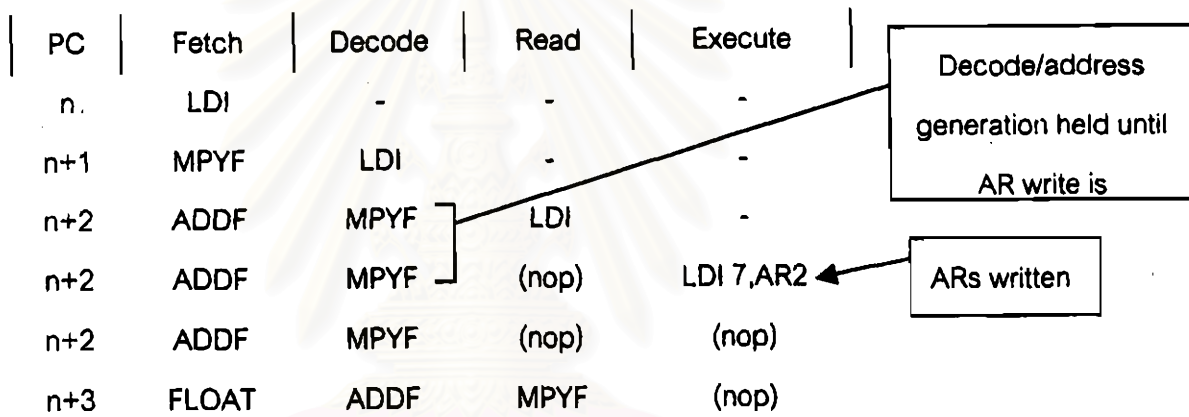 PC Fetch Decode Read Execute
n. LDI - - -
n+1 MPYF LDI - -
n+2 ADDF MPYF LDI -
n+2 ADDF MPYF (nop) LDI 7,AR2
n+2 ADDF MPYF (nop) (nop)
n+3 FLOAT ADDF MPYF (nop)
Decode/address
generation held until
AR write is
ARs written